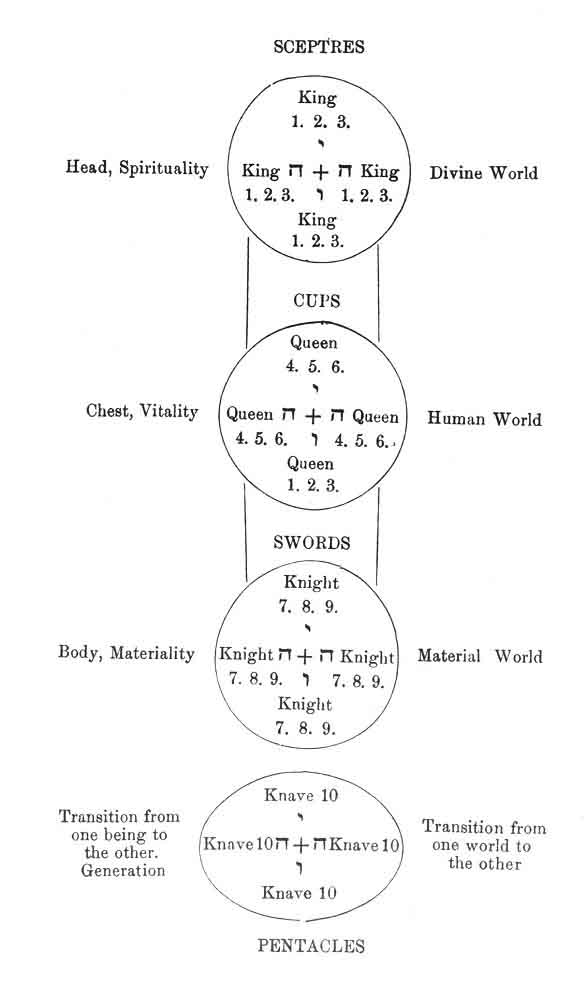 SCEPTRES
King
1. 2. 3.
י
Head, Spirituality King ה + ה King Divine World
1. 2. 3. ו 1. 2. 3.
King
1. 2. 3.
CUPS
Queen
4. 5. 6.
י
Chest, Vitality Queen ה + ה Queen Human World
4. 5. 6. ו 4. 5. 6.
Queen
1. 2. 3.
SWORDS
Knight
7. 8. 9.
י
Body, Materiality Knight ה + ה Knight Material World
7. 8. 9. ו 7. 8. 9.
Knight
7. 8. 9.
Knave 10
י
Transition from
one being to
the other.
Generation
Knave 10 ה + ה Knave 10
Transition from
one world to
the other
ו
Knave 10
PENTACLES